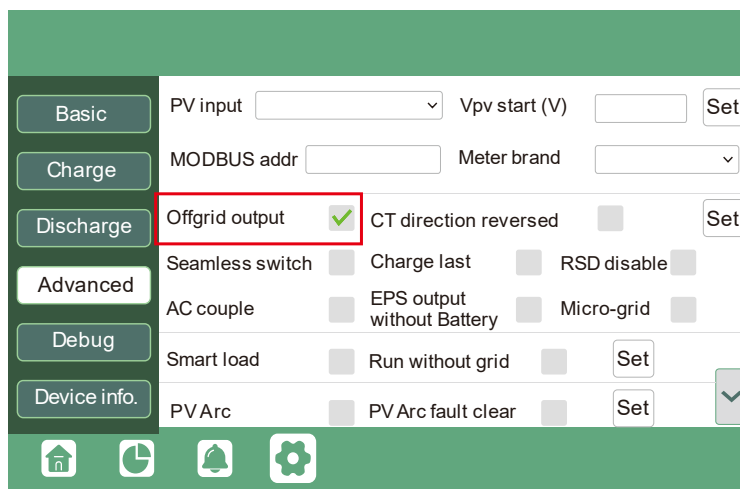 Basic
Charge
Discharge
Advanced
Debug
Device info.
PV input Vpv start (V) Set
MODBUS addr Meter brand
Offgrid output CT direction reversed Set
Seamless switch Charge last RSD disable
AC couple EPS output without Battery Micro-grid
Smart load Run without grid Set
PV Arc PV Arc fault clear Set